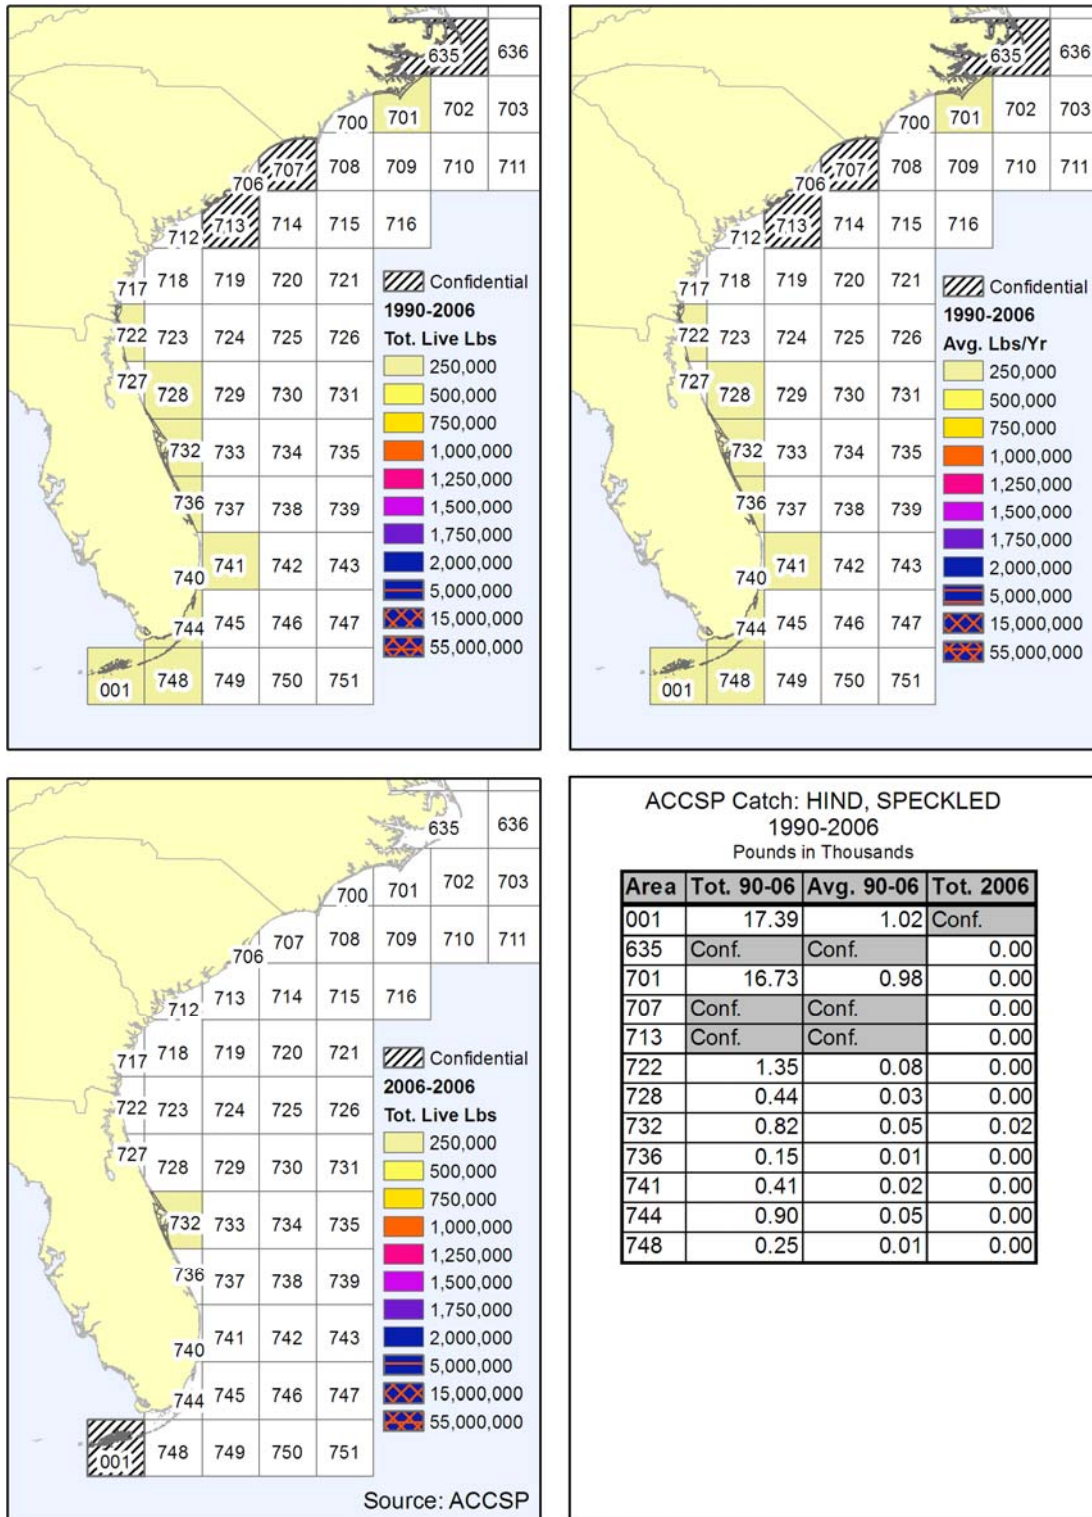 635 636
700 701 702 703
706 707 708 709 710 711
712 713 714 715 716
717 718 719 720 721
722 723 724 725 726
727 728 729 730 731
732 733 734 735
736 737 738 739
740 741 742 743
744 745 746 747
001 748 749 750 751
Confidential
1990-2006
Tot. Live Lbs
250,000
500,000
750,000
1,000,000
1,250,000
1,500,000
1,750,000
2,000,000
5,000,000
15,000,000
55,000,000
635 636
700 701 702 703
706 707 708 709 710 711
712 713 714 715 716
717 718 719 720 721
722 723 724 725 726
727 728 729 730 731
732 733 734 735
736 737 738 739
740 741 742 743
744 745 746 747
001 748 749 750 751
Confidential
1990-2006
Avg. Lbs/Yr
250,000
500,000
750,000
1,000,000
1,250,000
1,500,000
1,750,000
2,000,000
5,000,000
15,000,000
55,000,000
635 636
700 701 702 703
706 707 708 709 710 711
712 713 714 715 716
717 718 719 720 721
722 723 724 725 726
727 728 729 730 731
732 733 734 735
736 737 738 739
740 741 742 743
744 745 746 747
001 748 749 750 751
Confidential
2006-2006
Tot. Live Lbs
250,000
500,000
750,000
1,000,000
1,250,000
1,500,000
1,750,000
2,000,000
5,000,000
15,000,000
55,000,000
Source: ACCSP
ACCSP Catch: HIND, SPECKLED
1990-2006
Pounds in Thousands
Area Tot. 90-06 Avg. 90-06 Tot. 2006
001 17.39 1.02 Conf.
635 Conf. Conf. 0.00
701 16.73 0.98 0.00
707 Conf. Conf. 0.00
713 Conf. Conf. 0.00
722 1.35 0.08 0.00
728 0.44 0.03 0.00
732 0.82 0.05 0.02
736 0.15 0.01 0.00
741 0.41 0.02 0.00
744 0.90 0.05 0.00
748 0.25 0.01 0.00